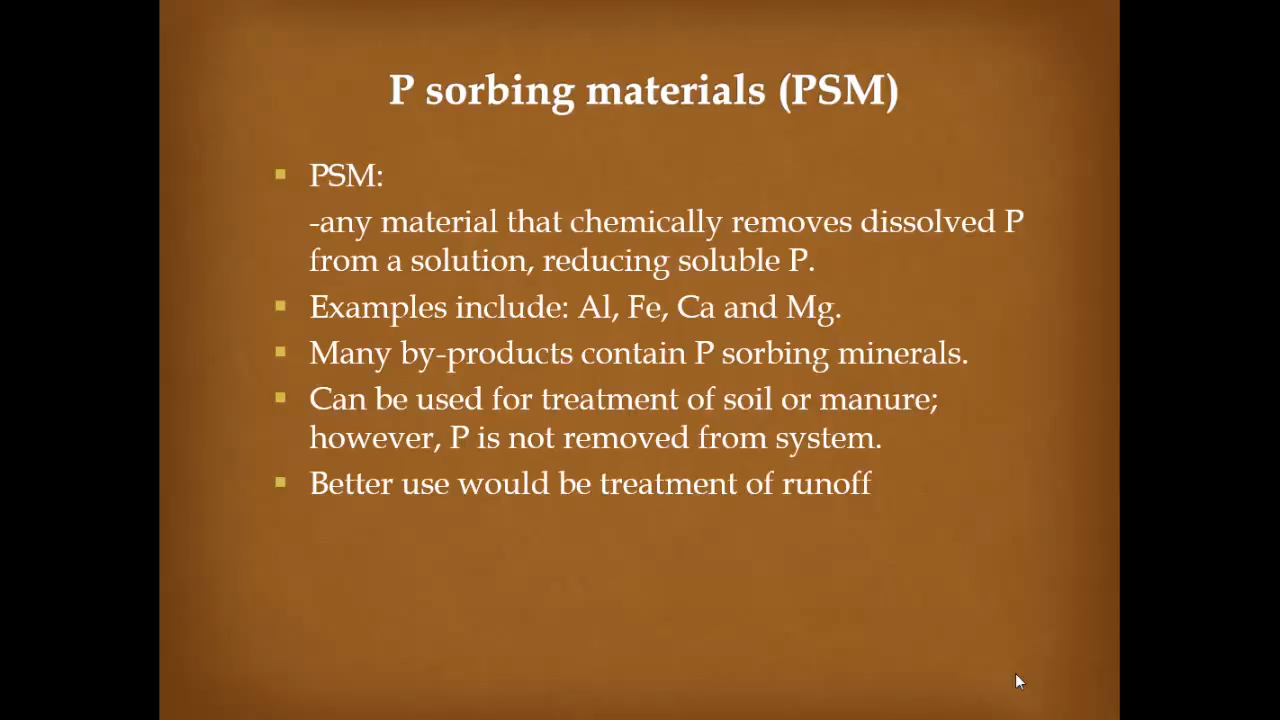 P sorbing materials (PSM)
▪ PSM:
-any material that chemically removes dissolved P
from a solution, reducing soluble P.
▪ Examples include: Al, Fe, Ca and Mg.
▪ Many by-products contain P sorbing minerals.
▪ Can be used for treatment of soil or manure;
however, P is not removed from system.
▪ Better use would be treatment of runoff